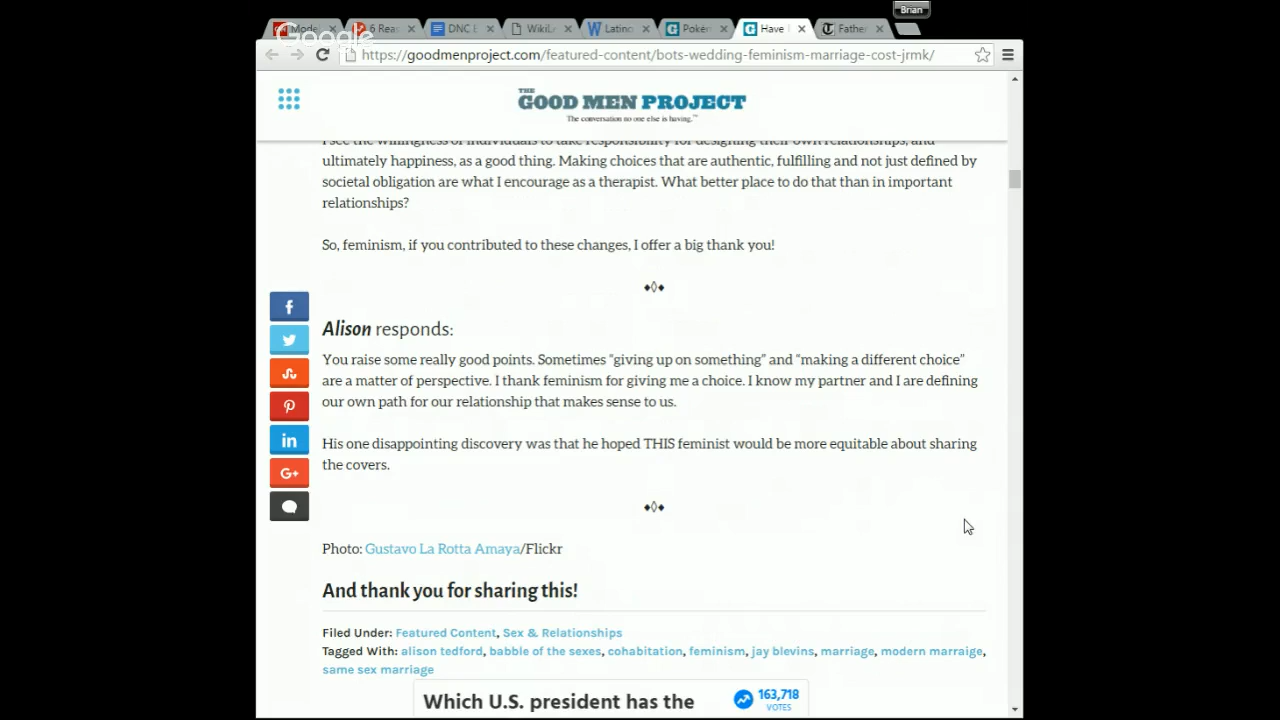 Brian
Mode
6 Rea
DNC E
WikiL
Latino
Pokén
Have
Father
Google
https://goodmenproject.com/featured-content/bots-wedding-feminism-marriage-cost-jrmk/
THE
GOOD MEN PROJECT
The conversation no one else is having.™
I see the willingness of individuals to take responsibility for designing their own relationships, and
ultimately happiness, as a good thing. Making choices that are authentic, fulfilling and not just defined by
societal obligation are what I encourage as a therapist. What better place to do that than in important
relationships?
So, feminism, if you contributed to these changes, I offer a big thank you!
Alison responds:
You raise some really good points. Sometimes “giving up on something” and “making a different choice”
are a matter of perspective. I thank feminism for giving me a choice. I know my partner and I are defining
our own path for our relationship that makes sense to us.
His one disappointing discovery was that he hoped THIS feminist would be more equitable about sharing
the covers.
Photo: Gustavo La Rotta Amaya/Flickr
And thank you for sharing this!
Filed Under: Featured Content, Sex & Relationships
Tagged With: alison tedford, babble of the sexes, cohabitation, feminism, jay blevins, marriage, modern marraige,
same sex marriage
Which U.S. president has the
163,718
VOTES